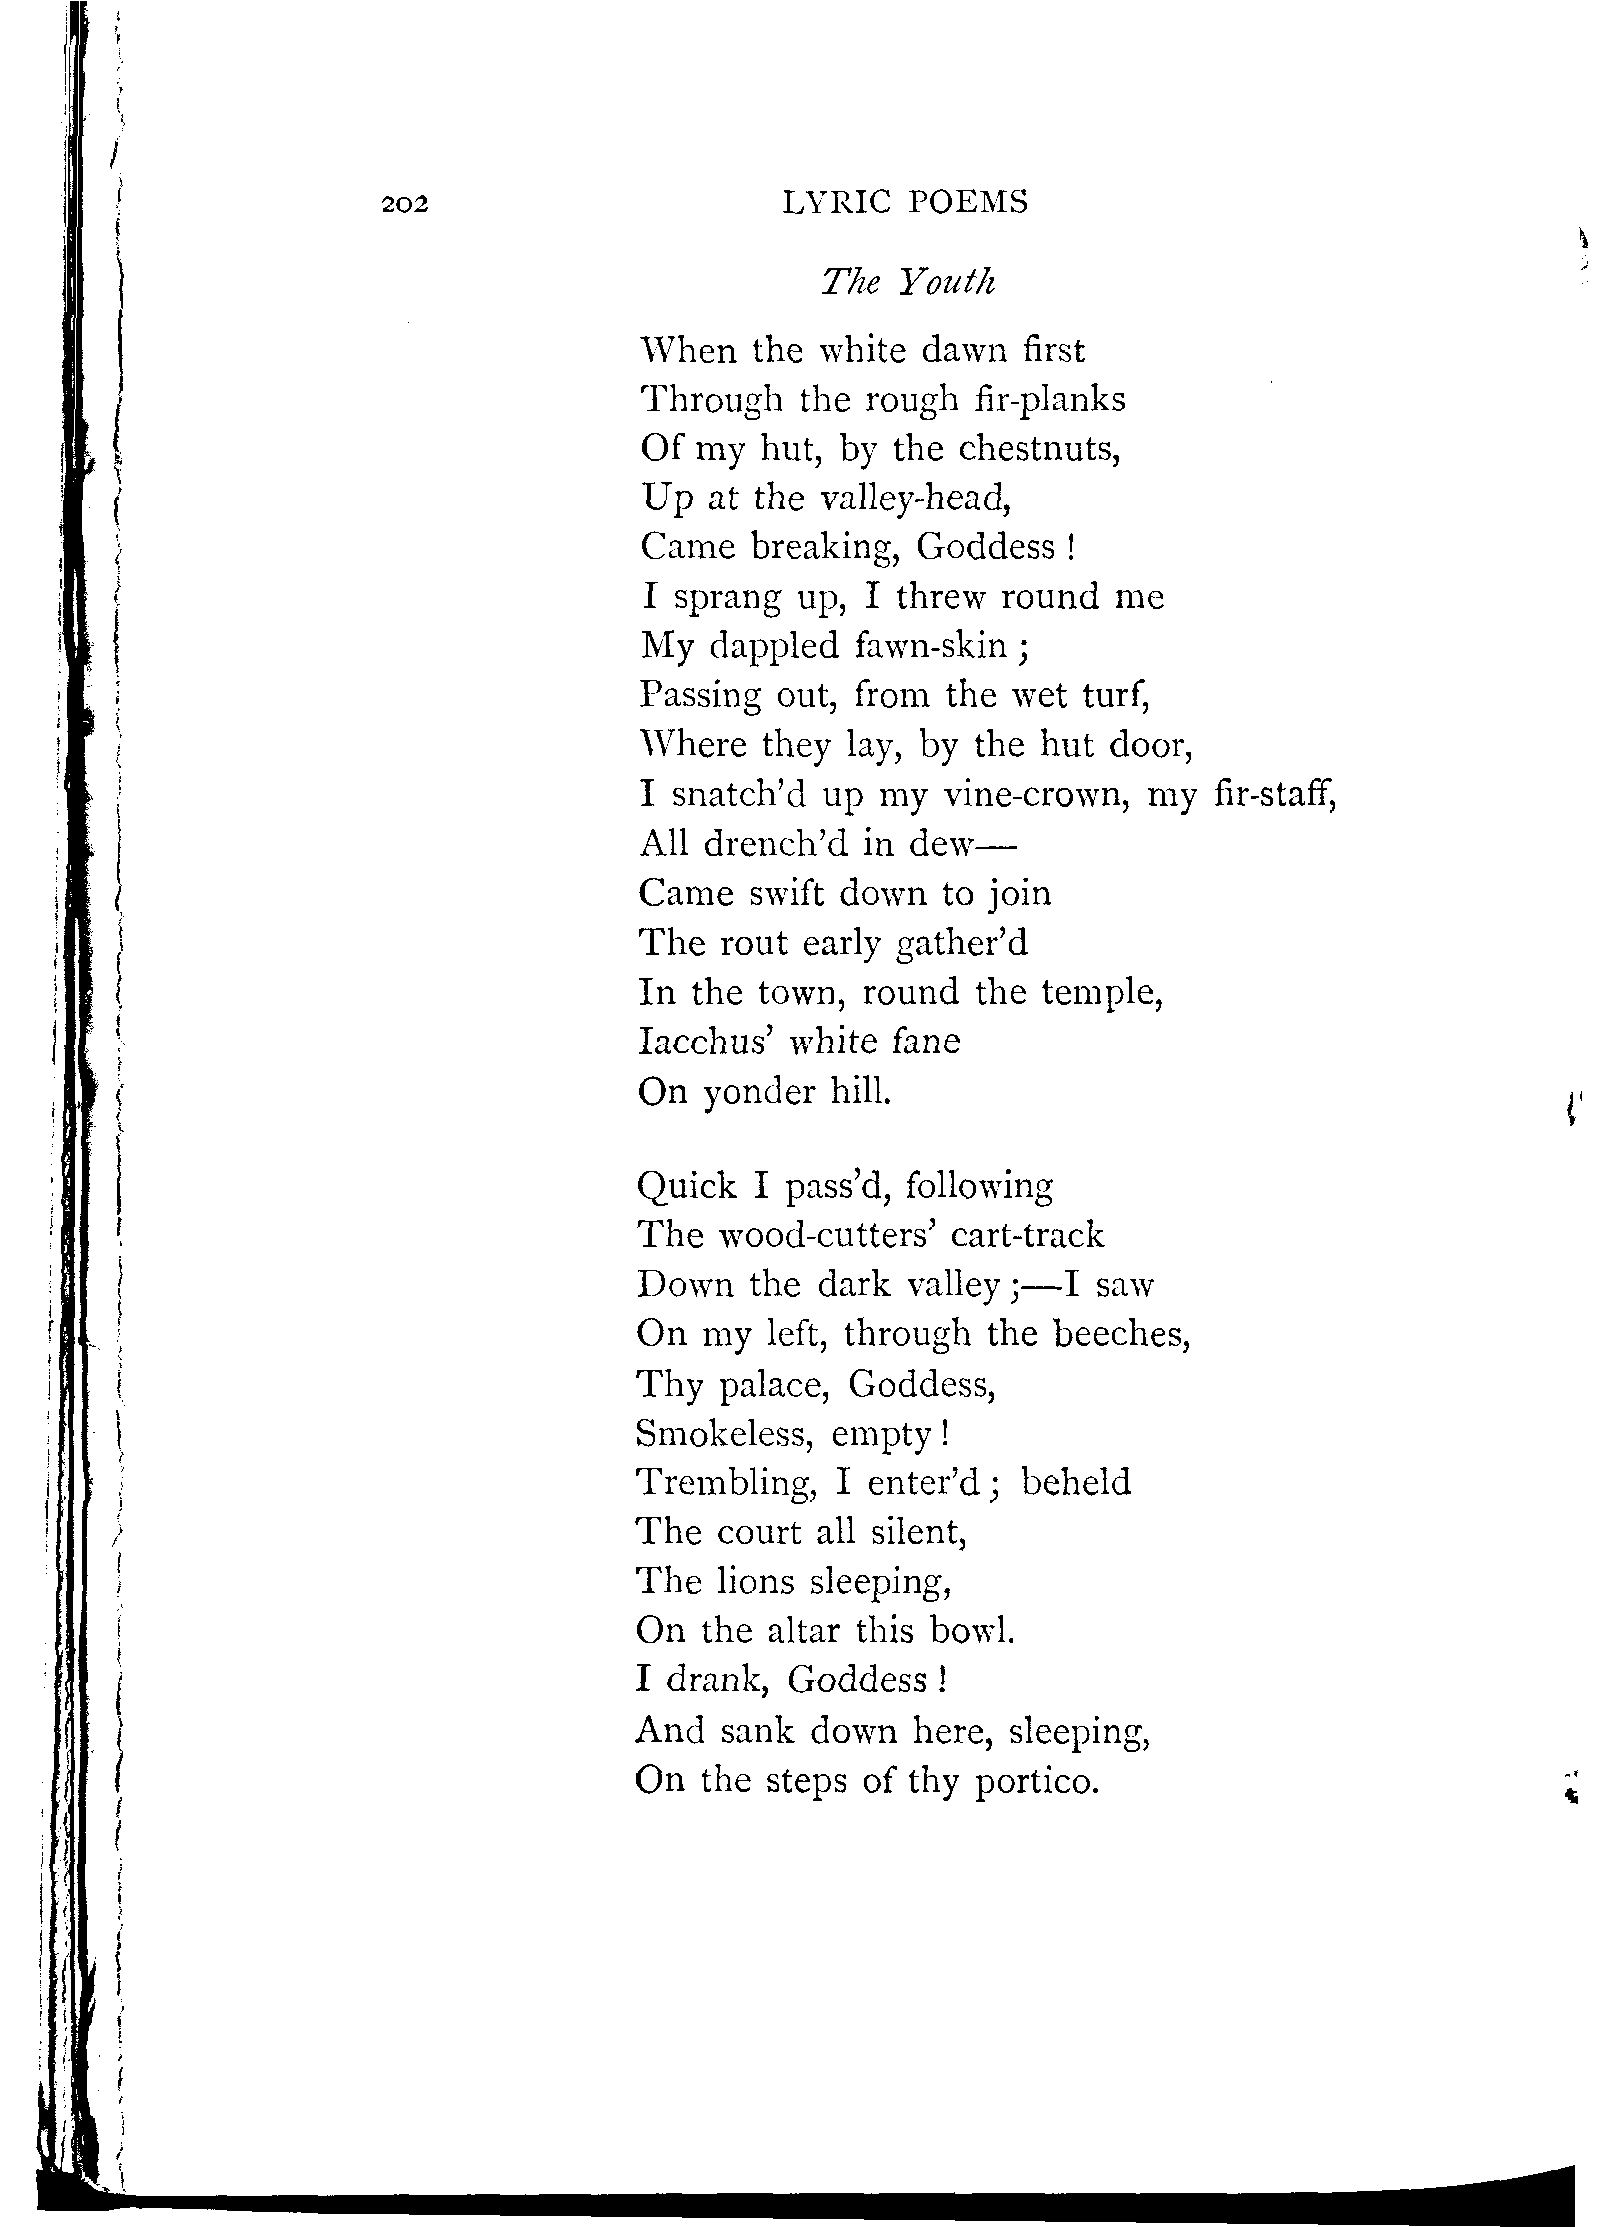 202 LYRIC POEMS
The Youth
When the white dawn first
Through the rough fir-planks
Of my hut, by the chestnuts,
Up at the valley-head,
Came breaking, Goddess !
I sprang up, I threw round me
My dappled fawn-skin ;
Passing out, from the wet turf,
Where they lay, by the hut door,
I snatch'd up my vine-crown, my fir-staff,
All drench'd in dew—
Came swift down to join
The rout early gather'd
In the town, round the temple,
Iacchus' white fane
On yonder hill.
Quick I pass'd, following
The wood-cutters' cart-track
Down the dark valley ;—I saw
On my left, through the beeches,
Thy palace, Goddess,
Smokeless, empty !
Trembling, I enter'd ; beheld
The court all silent,
The lions sleeping,
On the altar this bowl.
I drank, Goddess !
And sank down here, sleeping,
On the steps of thy portico.